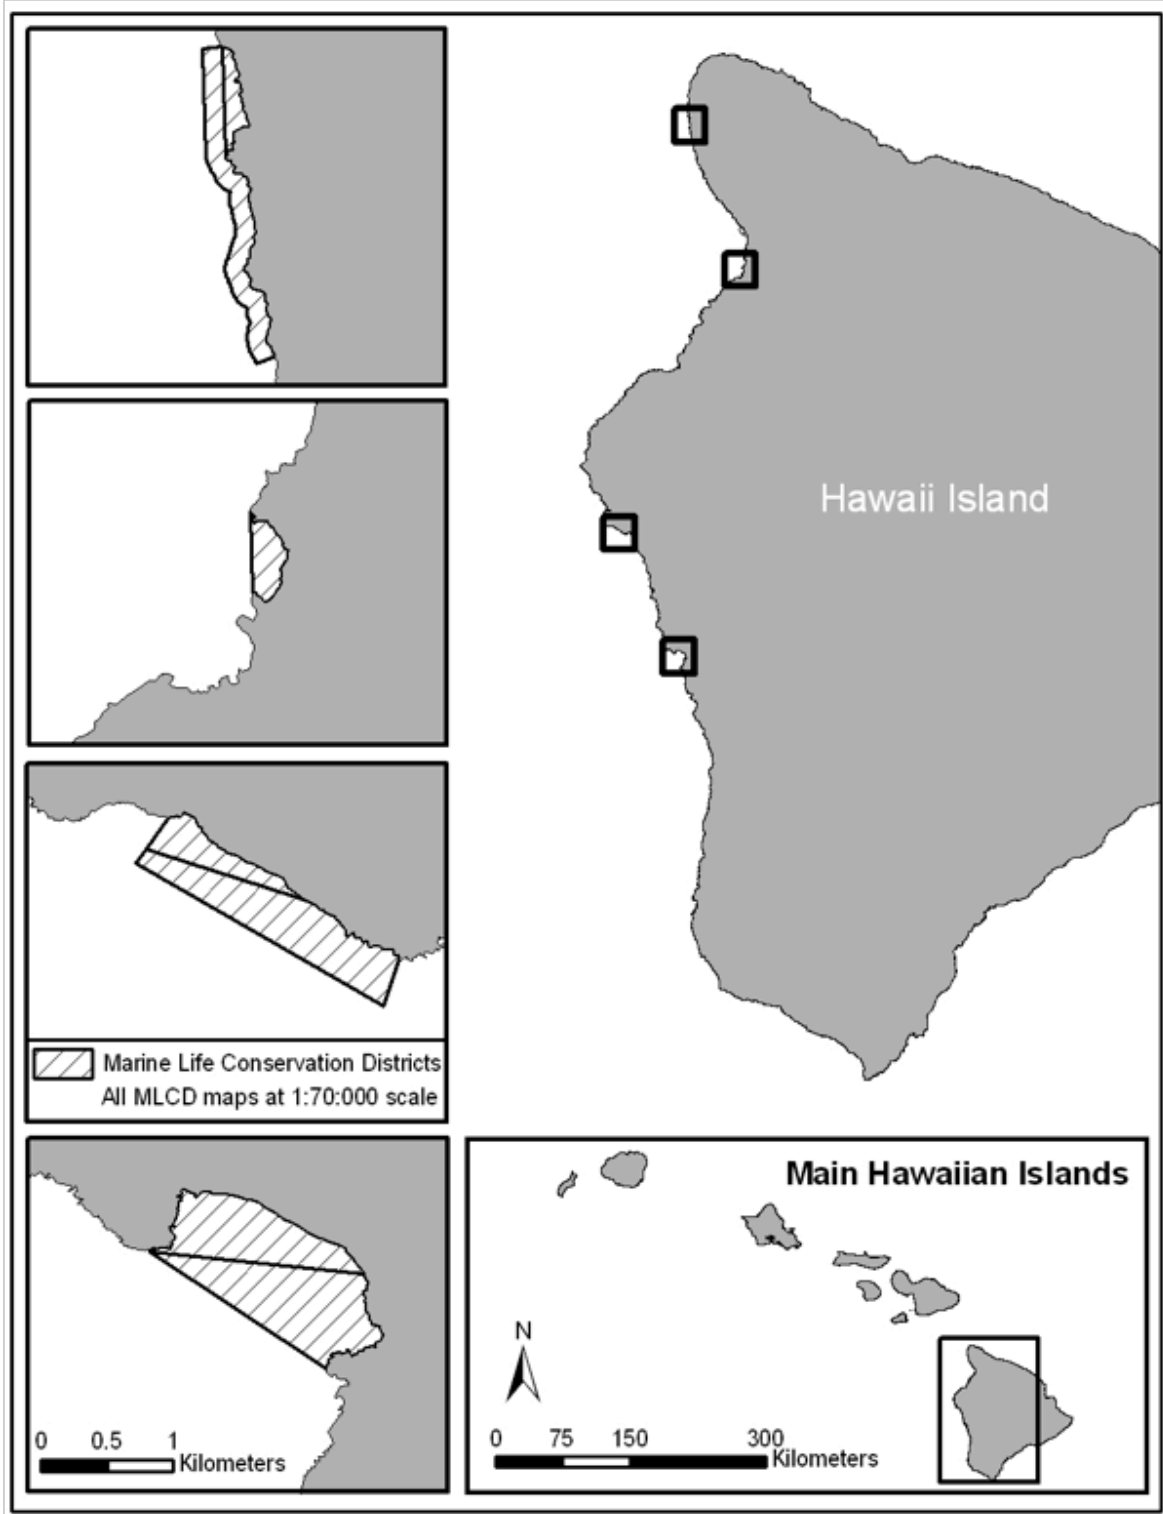 Hawaii Island
Marine Life Conservation Districts
All MLCD maps at 1:70:000 scale
Main Hawaiian Islands
N
0 0.5 1
Kilometers
0 75 150 300
Kilometers